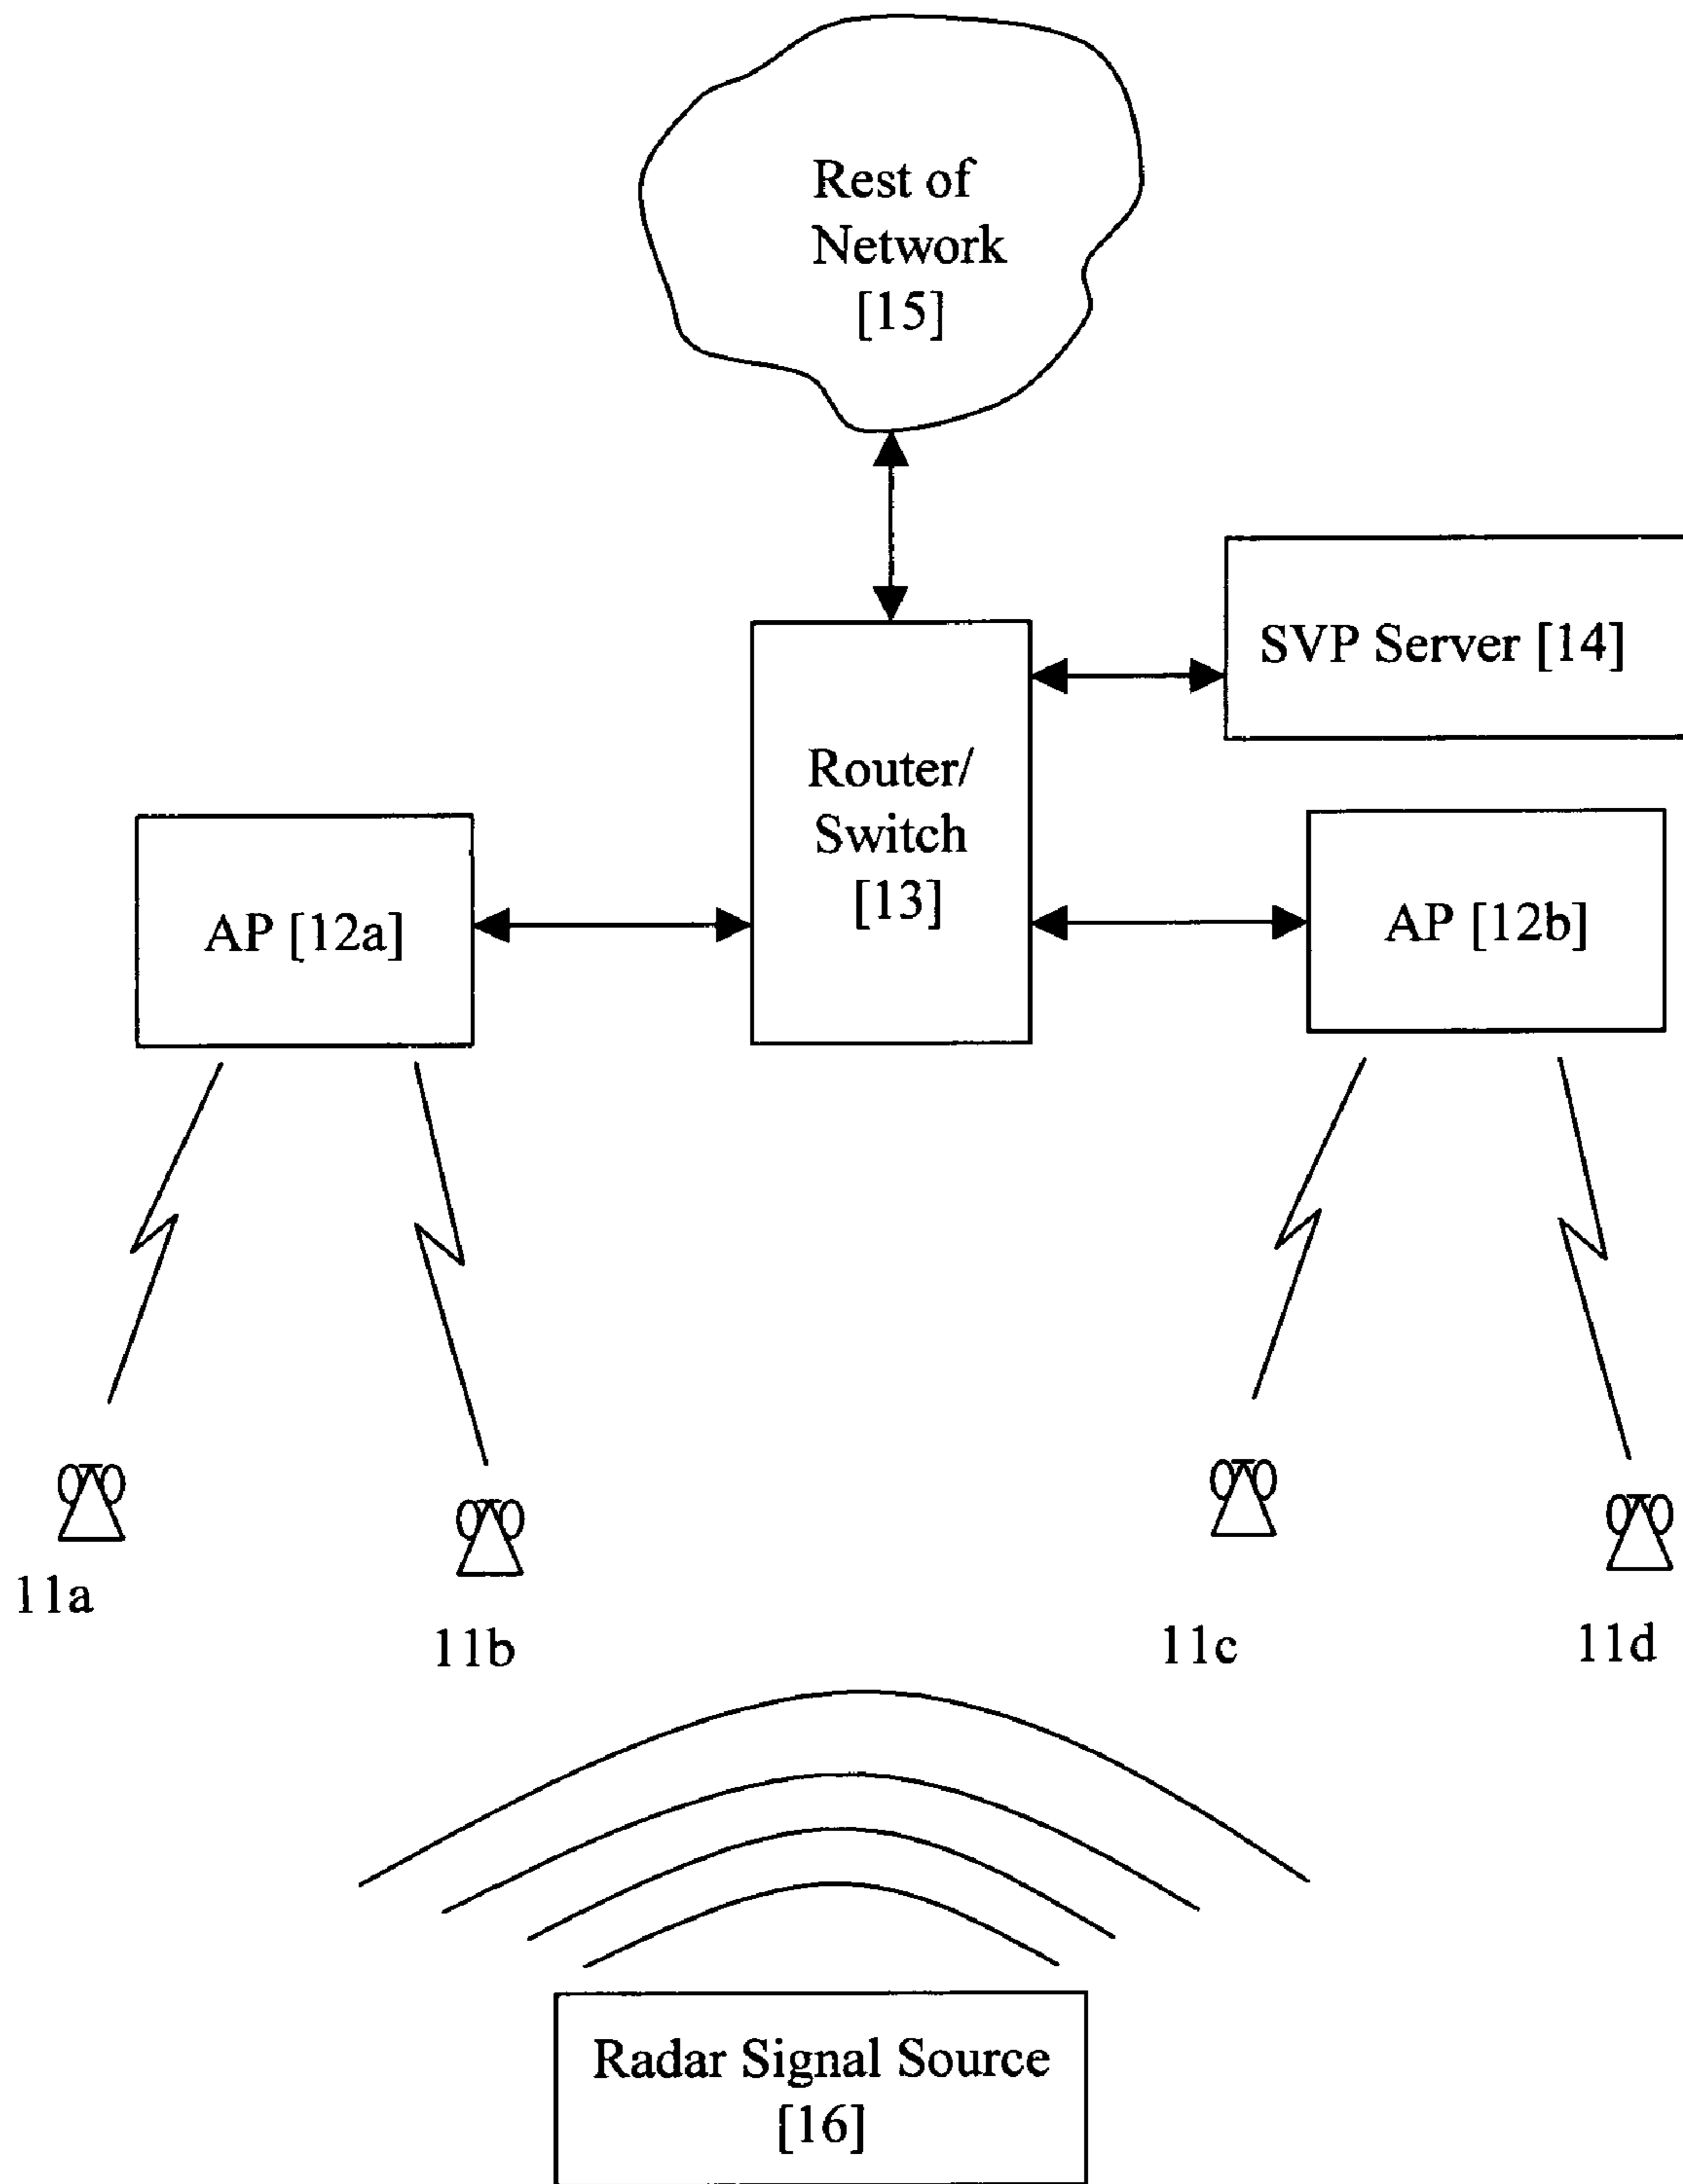 Rest of
Network
[15]
SVP Server [14]
Router/
Switch
[13]
AP [12a]
AP [12b]
11a
11b
11c
11d
Radar Signal Source
[16]